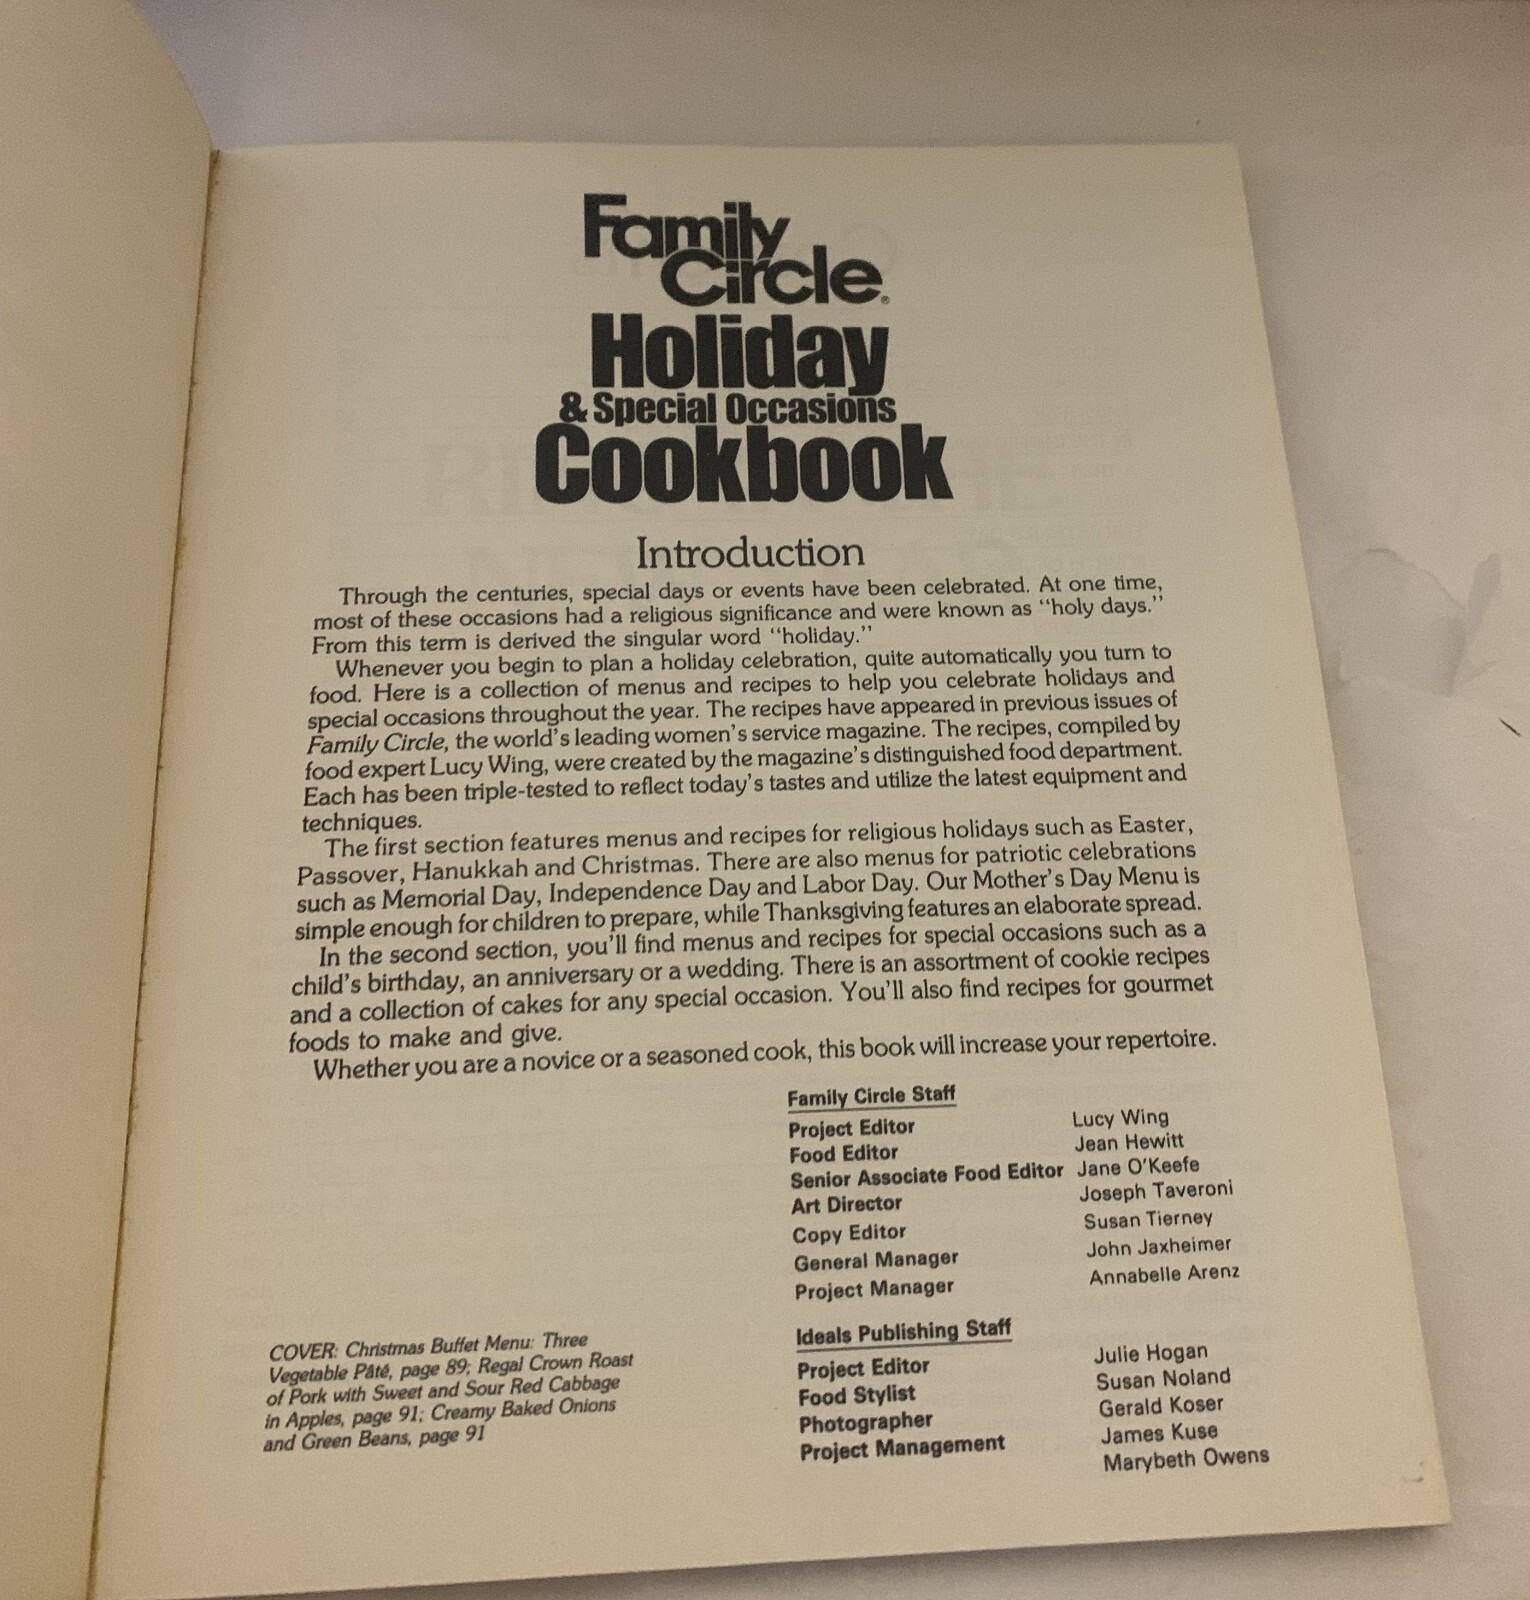 Family
Circle®
Holiday
& Special Occasions
Cookbook
Introduction
Through the centuries, special days or events have been celebrated. At one time,
most of these occasions had a religious significance and were known as "holy days."
From this term is derived the singular word "holiday."
Whenever you begin to plan a holiday celebration, quite automatically you turn to
food. Here is a collection of menus and recipes to help you celebrate holidays and
special occasions throughout the year. The recipes have appeared in previous issues of
Family Circle, the world's leading women's service magazine. The recipes, compiled by
food expert Lucy Wing, were created by the magazine's distinguished food department.
Each has been triple-tested to reflect today's tastes and utilize the latest equipment and
techniques.
The first section features menus and recipes for religious holidays such as Easter,
Passover, Hanukkah and Christmas. There are also menus for patriotic celebrations
such as Memorial Day, Independence Day and Labor Day. Our Mother's Day Menu is
simple enough for children to prepare, while Thanksgiving features an elaborate spread.
In the second section, you'll find menus and recipes for special occasions such as a
child's birthday, an anniversary or a wedding. There is an assortment of cookie recipes
and a collection of cakes for any special occasion. You'll also find recipes for gourmet
foods to make and give.
Whether you are a novice or a seasoned cook, this book will increase your repertoire.
Family Circle Staff
Project Editor Lucy Wing
Food Editor Jean Hewitt
Senior Associate Food Editor Jane O'Keefe
Art Director Joseph Taveroni
Copy Editor Susan Tierney
General Manager John Jaxheimer
Project Manager Annabelle Arenz
Ideals Publishing Staff
Project Editor Julie Hogan
Food Stylist Susan Noland
Photographer Gerald Koser
Project Management James Kuse
Marybeth Owens
COVER: Christmas Buffet Menu: Three
Vegetable Pâté, page 89; Regal Crown Roast
of Pork with Sweet and Sour Red Cabbage
in Apples, page 91; Creamy Baked Onions
and Green Beans, page 91